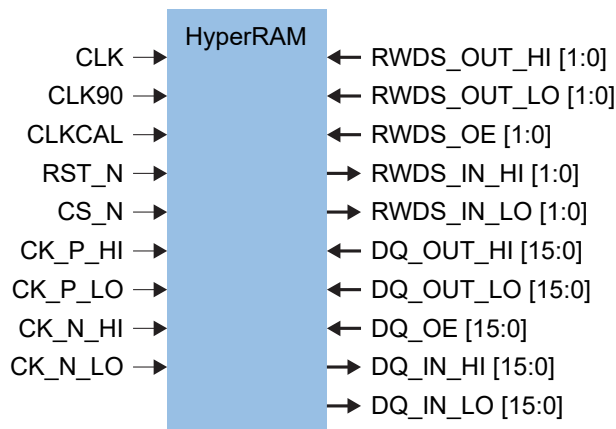 HyperRAM
CLK
CLK90
CLKCAL
RST_N
CS_N
CK_P_HI
CK_P_LO
CK_N_HI
CK_N_LO
RWDS_OUT_HI [1:0]
RWDS_OUT_LO [1:0]
RWDS_OE [1:0]
RWDS_IN_HI [1:0]
RWDS_IN_LO [1:0]
DQ_OUT_HI [15:0]
DQ_OUT_LO [15:0]
DQ_OE [15:0]
DQ_IN_HI [15:0]
DQ_IN_LO [15:0]